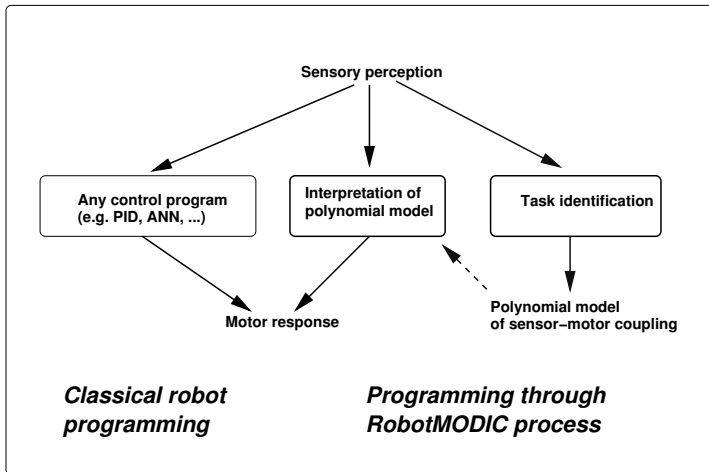 Sensory perception
Any control program
(e.g. PID, ANN, ...)
Interpretation of
polynomial model
Task identification
Motor response
Polynomial model
of sensor−motor coupling
Classical robot
programming
Programming through
RobotMODIC process